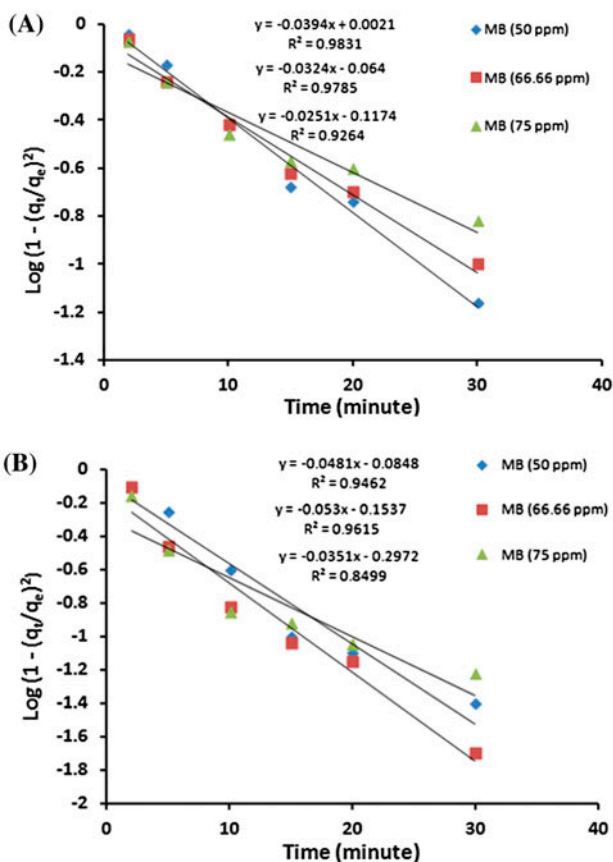 (A)
0
-0.2
-0.4
-0.6
-0.8
-1
-1.2
-1.4
Log (1 - (qt/qe)²)
y = -0.0394x + 0.0021
R² = 0.9831
y = -0.0324x - 0.064
R² = 0.9785
y = -0.0251x - 0.1174
R² = 0.9264
MB (50 ppm)
MB (66.66 ppm)
MB (75 ppm)
0 10 20 30 40
Time (minute)
(B)
0
-0.2
-0.4
-0.6
-0.8
-1
-1.2
-1.4
-1.6
-1.8
-2
Log (1 - (qt/qe)²)
y = -0.0481x - 0.0848
R² = 0.9462
y = -0.053x - 0.1537
R² = 0.9615
y = -0.0351x - 0.2972
R² = 0.8499
MB (50 ppm)
MB (66.66 ppm)
MB (75 ppm)
0 10 20 30 40
Time (minute)